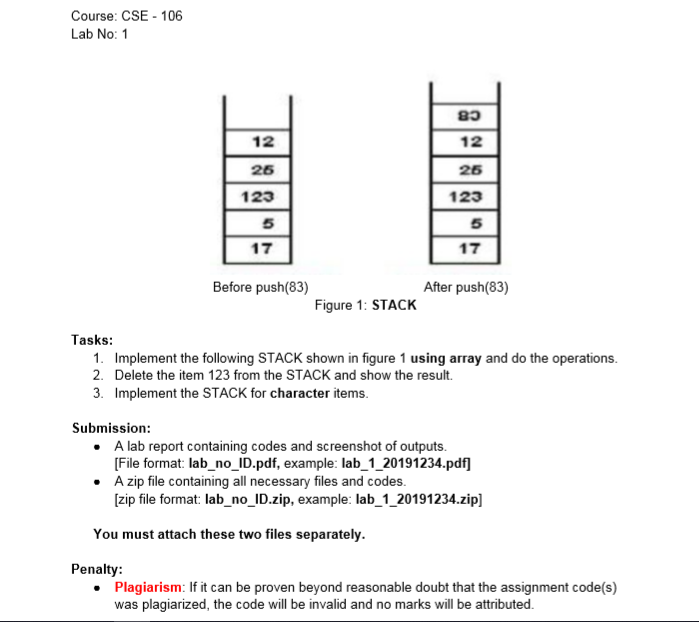 Course: CSE - 106
Lab No: 1
83
12 12
25 25
123 123
5 5
17 17
Before push(83) After push(83)
Figure 1: STACK
Tasks:
1. Implement the following STACK shown in figure 1 using array and do the operations.
2. Delete the item 123 from the STACK and show the result.
3. Implement the STACK for character items.
Submission:
• A lab report containing codes and screenshot of outputs.
[File format: lab_no_ID.pdf, example: lab_1_20191234.pdf]
• A zip file containing all necessary files and codes.
[zip file format: lab_no_ID.zip, example: lab_1_20191234.zip]
You must attach these two files separately.
Penalty:
• Plagiarism: If it can be proven beyond reasonable doubt that the assignment code(s)
was plagiarized, the code will be invalid and no marks will be attributed.